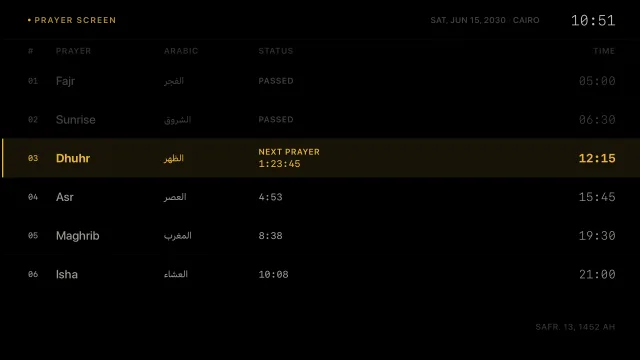 • PRAYER SCREEN SAT, JUN 15, 2030 · CAIRO 10:51
# PRAYER ARABIC STATUS TIME
01 Fajr الفجر PASSED 05:00
02 Sunrise الشروق PASSED 06:30
03 Dhuhr الظهر NEXT PRAYER 1:23:45 12:15
04 Asr العصر 4:53 15:45
05 Maghrib المغرب 8:38 19:30
06 Isha العشاء 10:08 21:00
SAFR. 13, 1452 AH